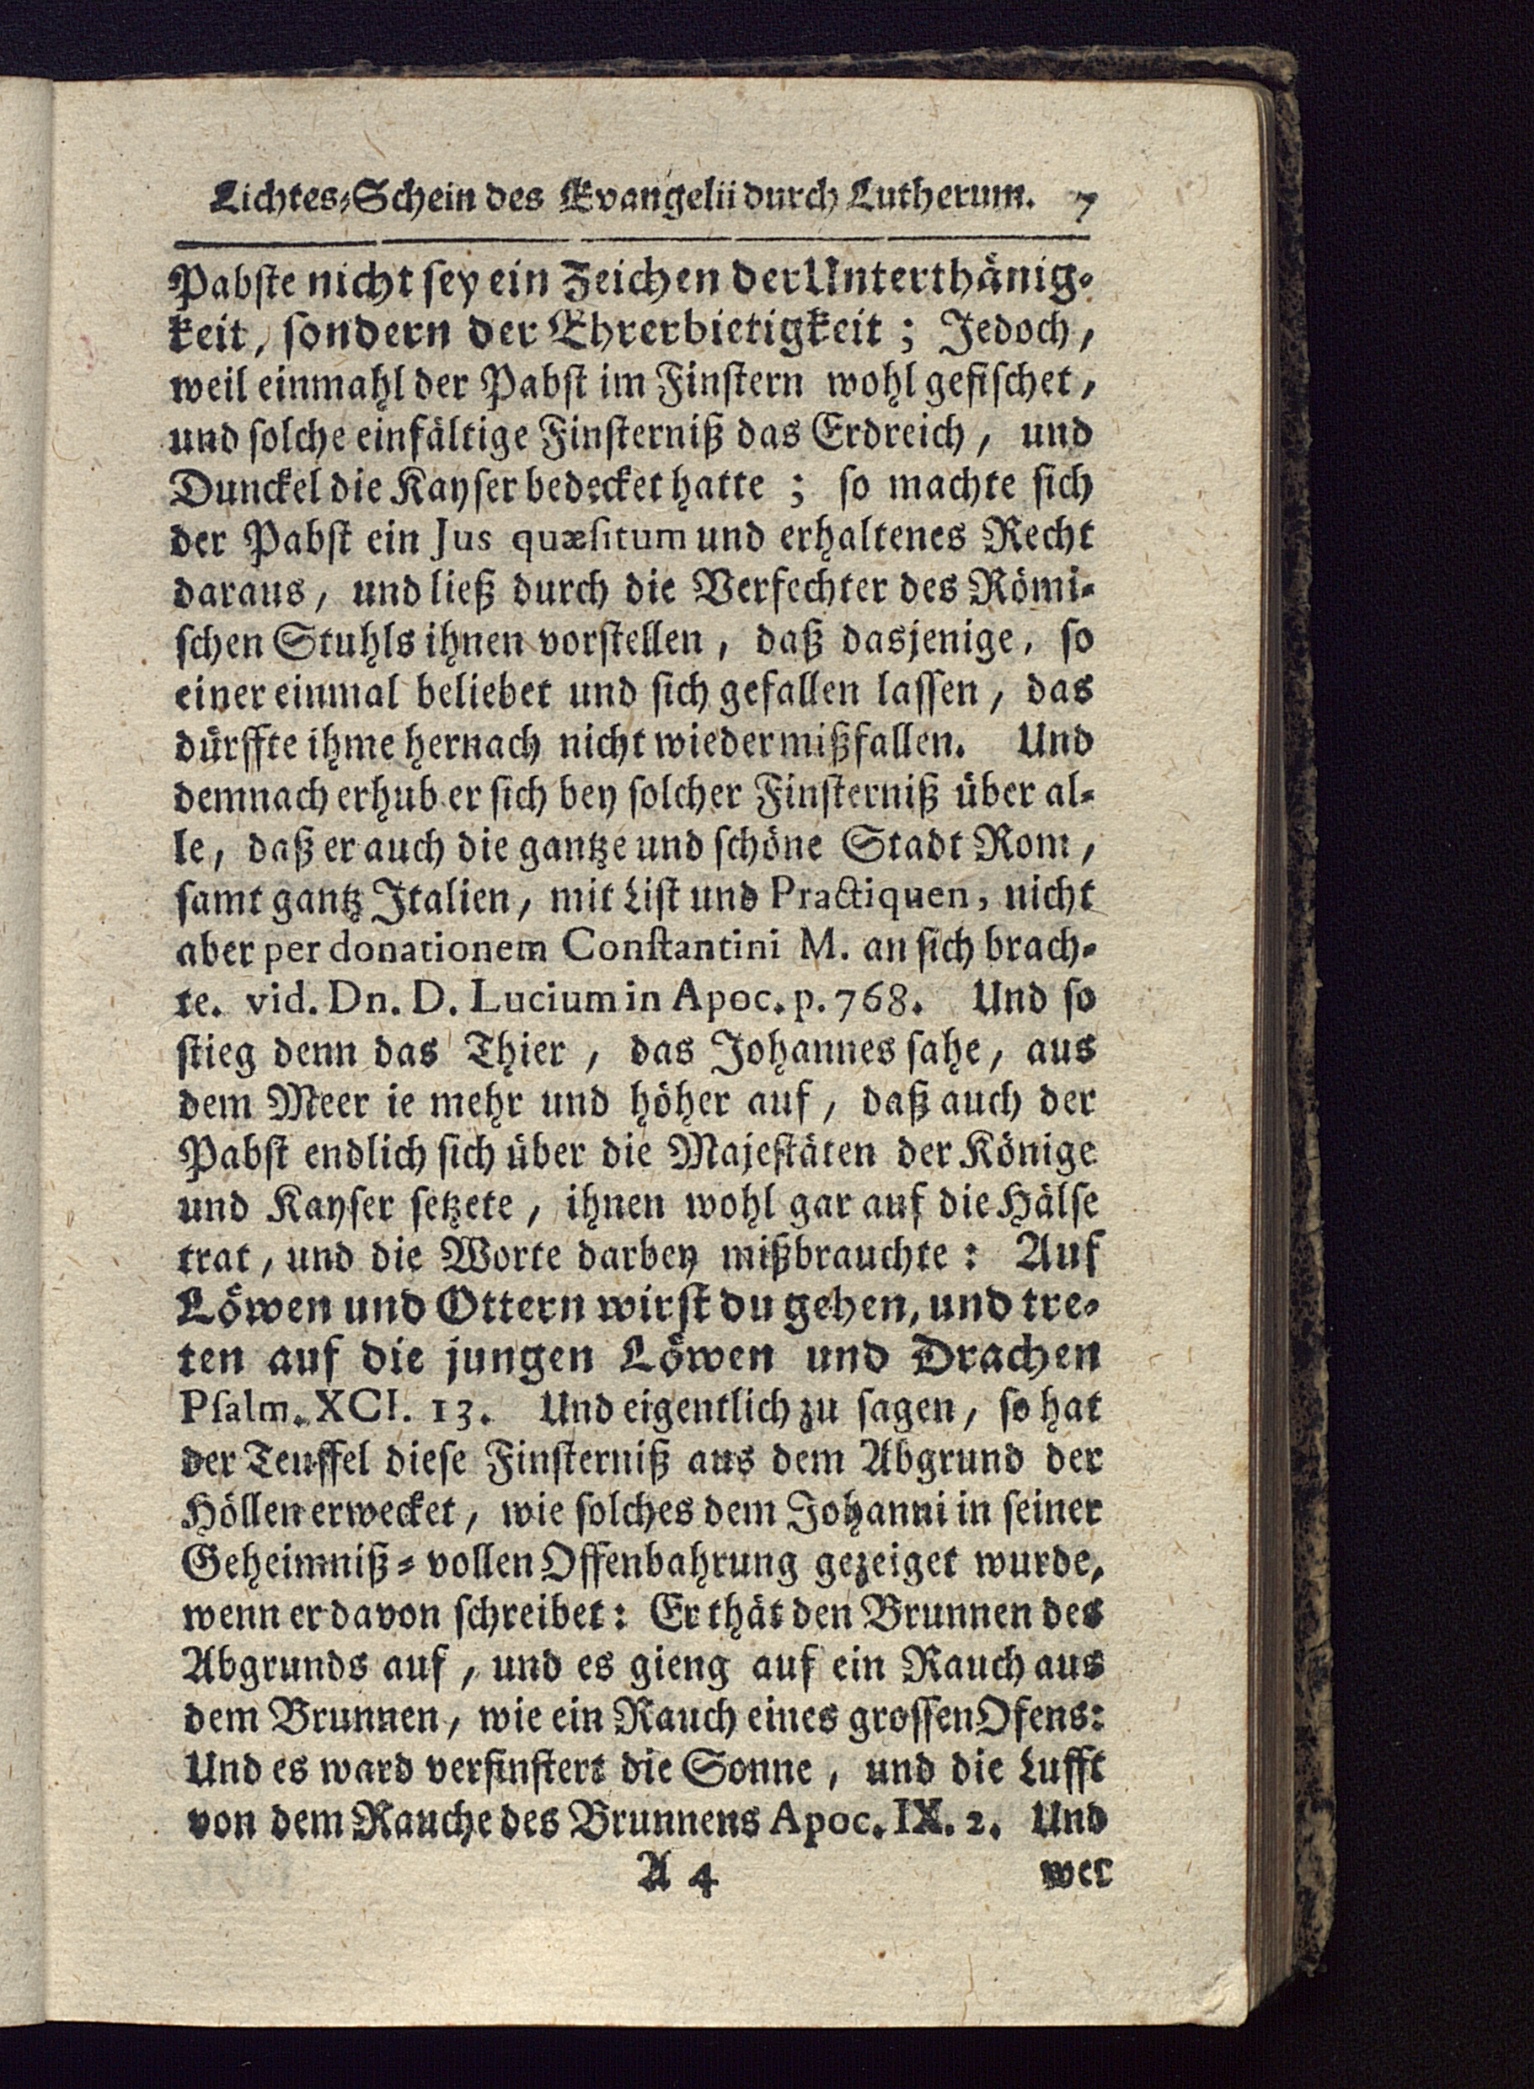 Lichtes-Schein des Evangelii durch Lutherum. 7
Pabste nicht sey ein Zeichen der Unterthänig-
keit, sondern der Ehrerbietigkeit; Jedoch,
weil einmahl der Pabst im Finstern wohl gefischet,
und solche einfältige Finsterniß das Erdreich, und
Dunckel die Kayser bedecket hatte; so machte sich
der Pabst ein Jus quæsitum und erhaltenes Recht
daraus, und ließ durch die Verfechter des Römi-
schen Stuhls ihnen vorstellen, daß dasjenige, so
einer einmal beliebet und sich gefallen lassen, das
dürffte ihme hernach nicht wieder mißfallen. Und
demnach erhub er sich bey solcher Finsterniß über al-
le, daß er auch die gantze und schöne Stadt Rom,
samt gantz Italien, mit List und Practiquen, nicht
aber per donationem Constantini M. an sich brach-
te. vid. Dn. D. Lucium in Apoc. p. 768. Und so
stieg denn das Thier, das Johannes sahe, aus
dem Meer ie mehr und höher auf, daß auch der
Pabst endlich sich über die Majestäten der Könige
und Kayser setzete, ihnen wohl gar auf die Hälse
trat, und die Worte darbey mißbrauchte: Auf
Löwen und Ottern wirst du gehen, und tre-
ten auf die jungen Löwen und Drachen
Psalm. XCI. 13. Und eigentlich zu sagen, so hat
der Teuffel diese Finsterniß aus dem Abgrund der
Höllen erwecket, wie solches dem Johanni in seiner
Geheimniß-vollen Offenbahrung gezeiget wurde,
wenn er davon schreibet: Er thät den Brunnen des
Abgrunds auf, und es gieng auf ein Rauch aus
dem Brunnen, wie ein Rauch eines grossen Ofens:
Und es ward verfinstert die Sonne, und die Lufft
von dem Rauche des Brunnens Apoc. IX. 2. Und
A 4 wer